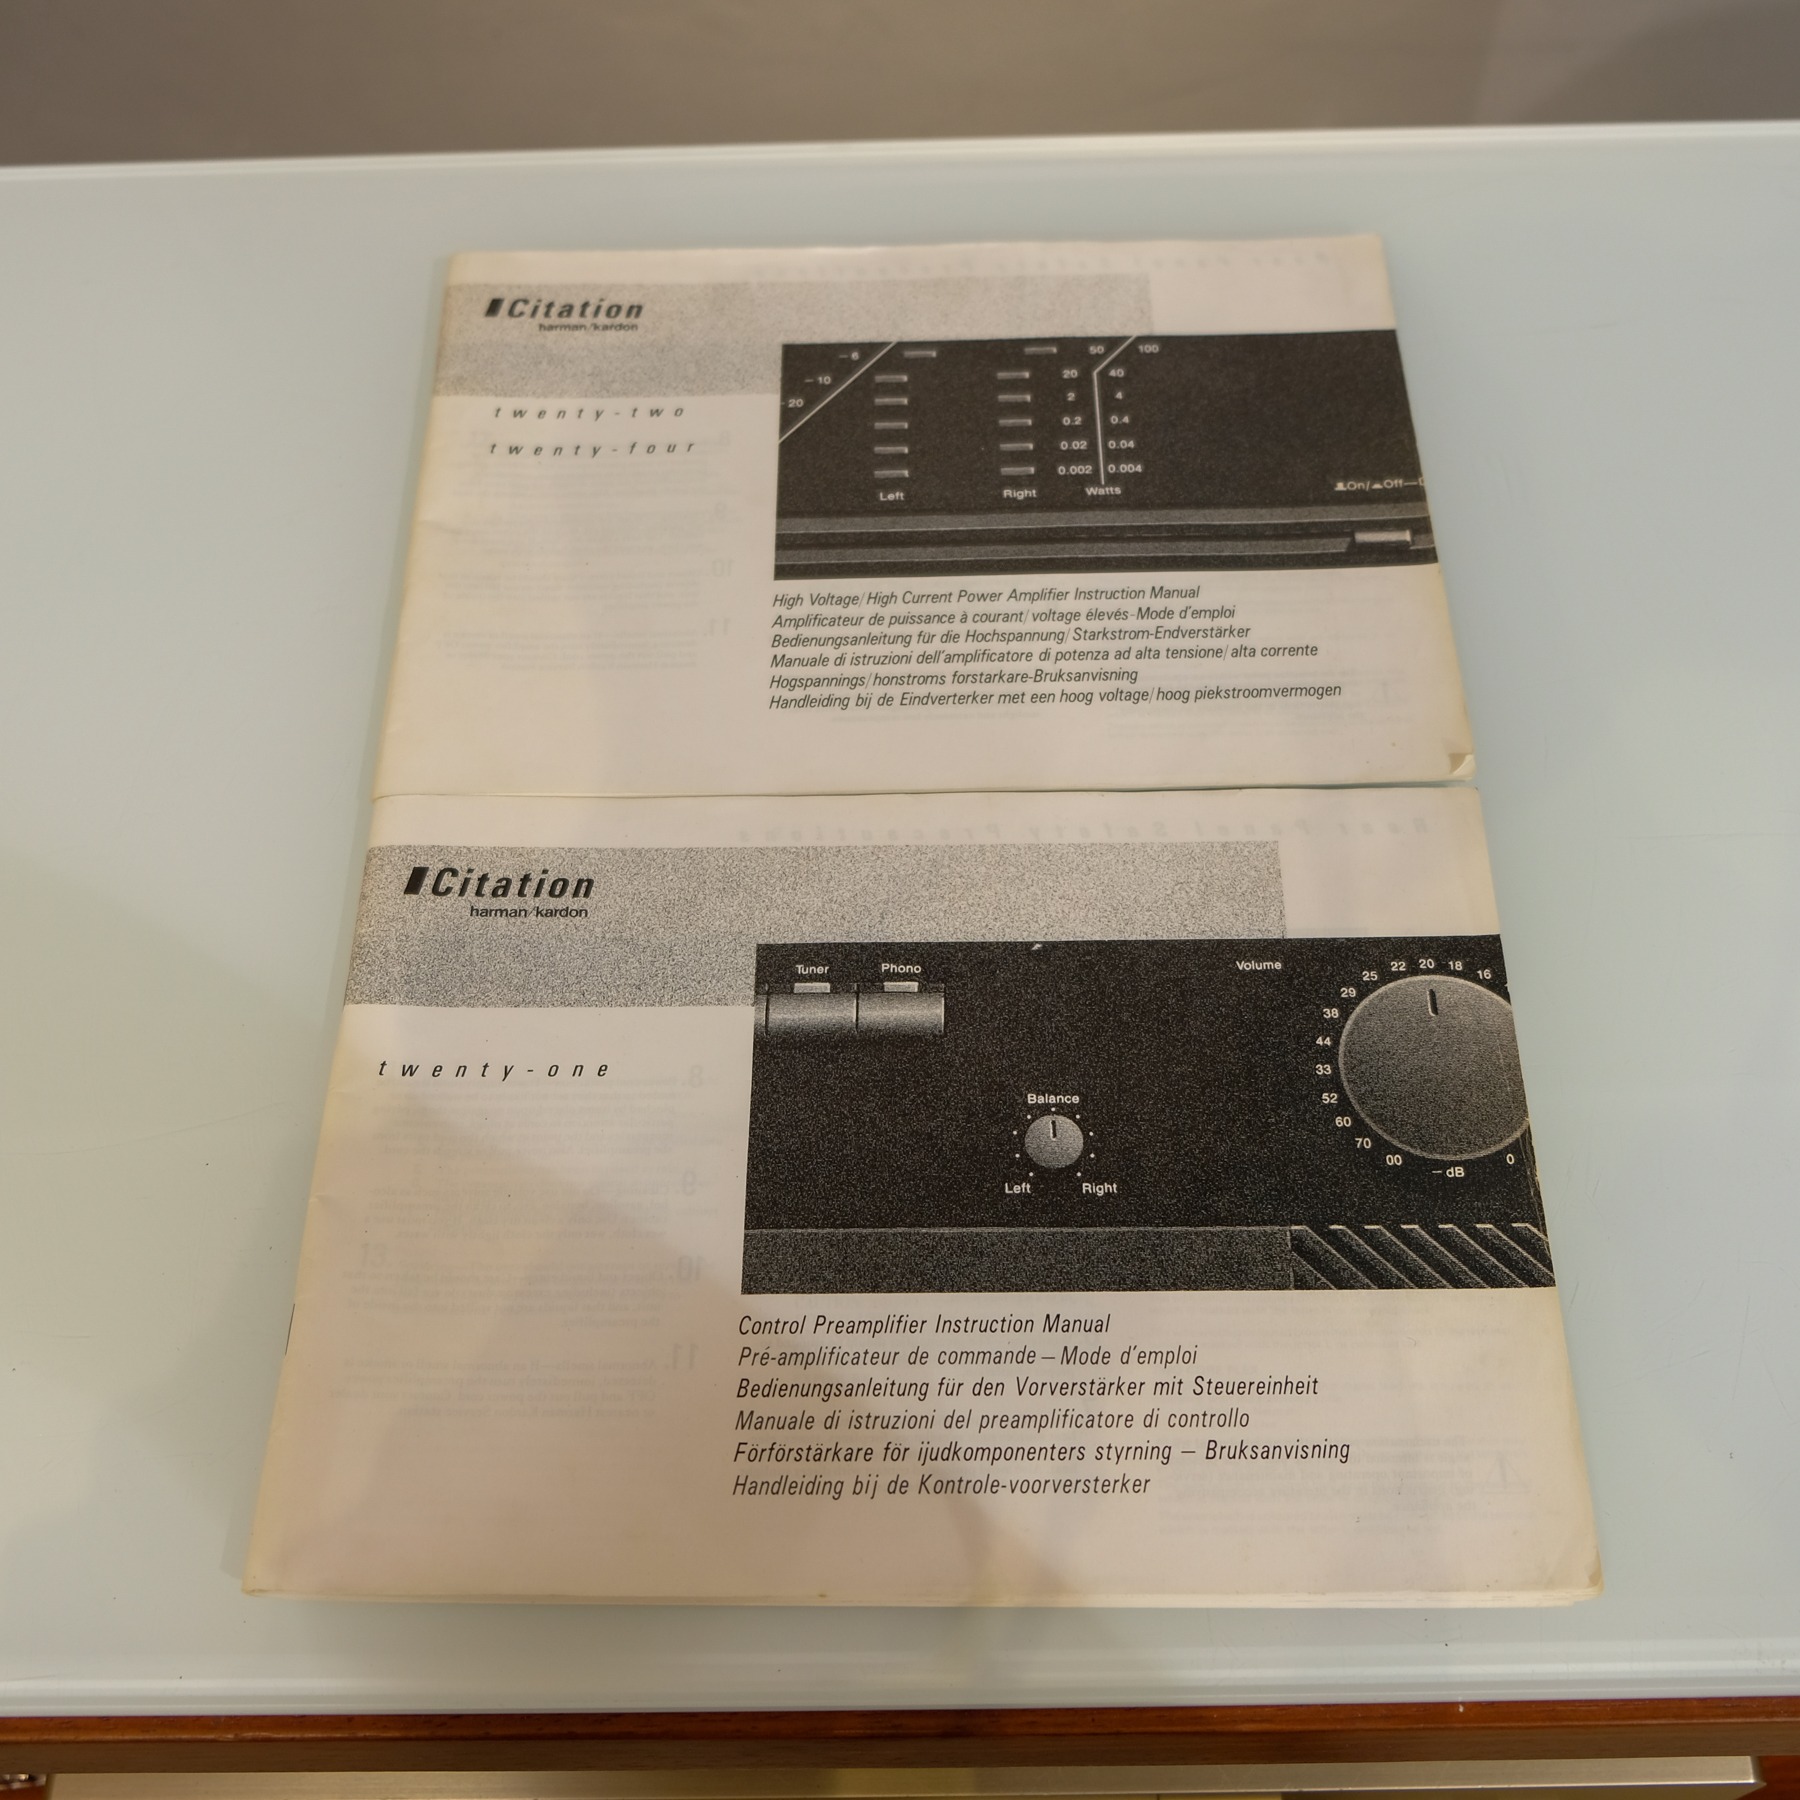 Citation
harman/kardon
twenty-two
twenty-four
-6
-10
20
50 100
20 40
2 4
0.2 0.4
0.02 0.04
0.002 0.004
Left Right Watts
On/ Off
High Voltage/High Current Power Amplifier Instruction Manual
Amplificateur de puissance à courant/voltage élevés-Mode d'emploi
Bedienungsanleitung für die Hochspannung/Starkstrom-Endverstärker
Manuale di istruzioni dell'amplificatore di potenza ad alta tensione/alta corrente
Hogspannings/honstroms forstarkare-Bruksanvisning
Handleiding bij de Eindverterker met een hoog voltage/hoog piekstroomvermogen
Citation
harman/kardon
twenty-one
Tuner Phono
Volume
25 22 20 18 16
29
38
44
33
52
60
70
00 -dB 0
Balance
Left Right
Control Preamplifier Instruction Manual
Pré-amplificateur de commande – Mode d'emploi
Bedienungsanleitung für den Vorverstärker mit Steuereinheit
Manuale di istruzioni del preamplificatore di controllo
Förförstärkare för ijudkomponenters styrning – Bruksanvisning
Handleiding bij de Kontrole-voorversterker